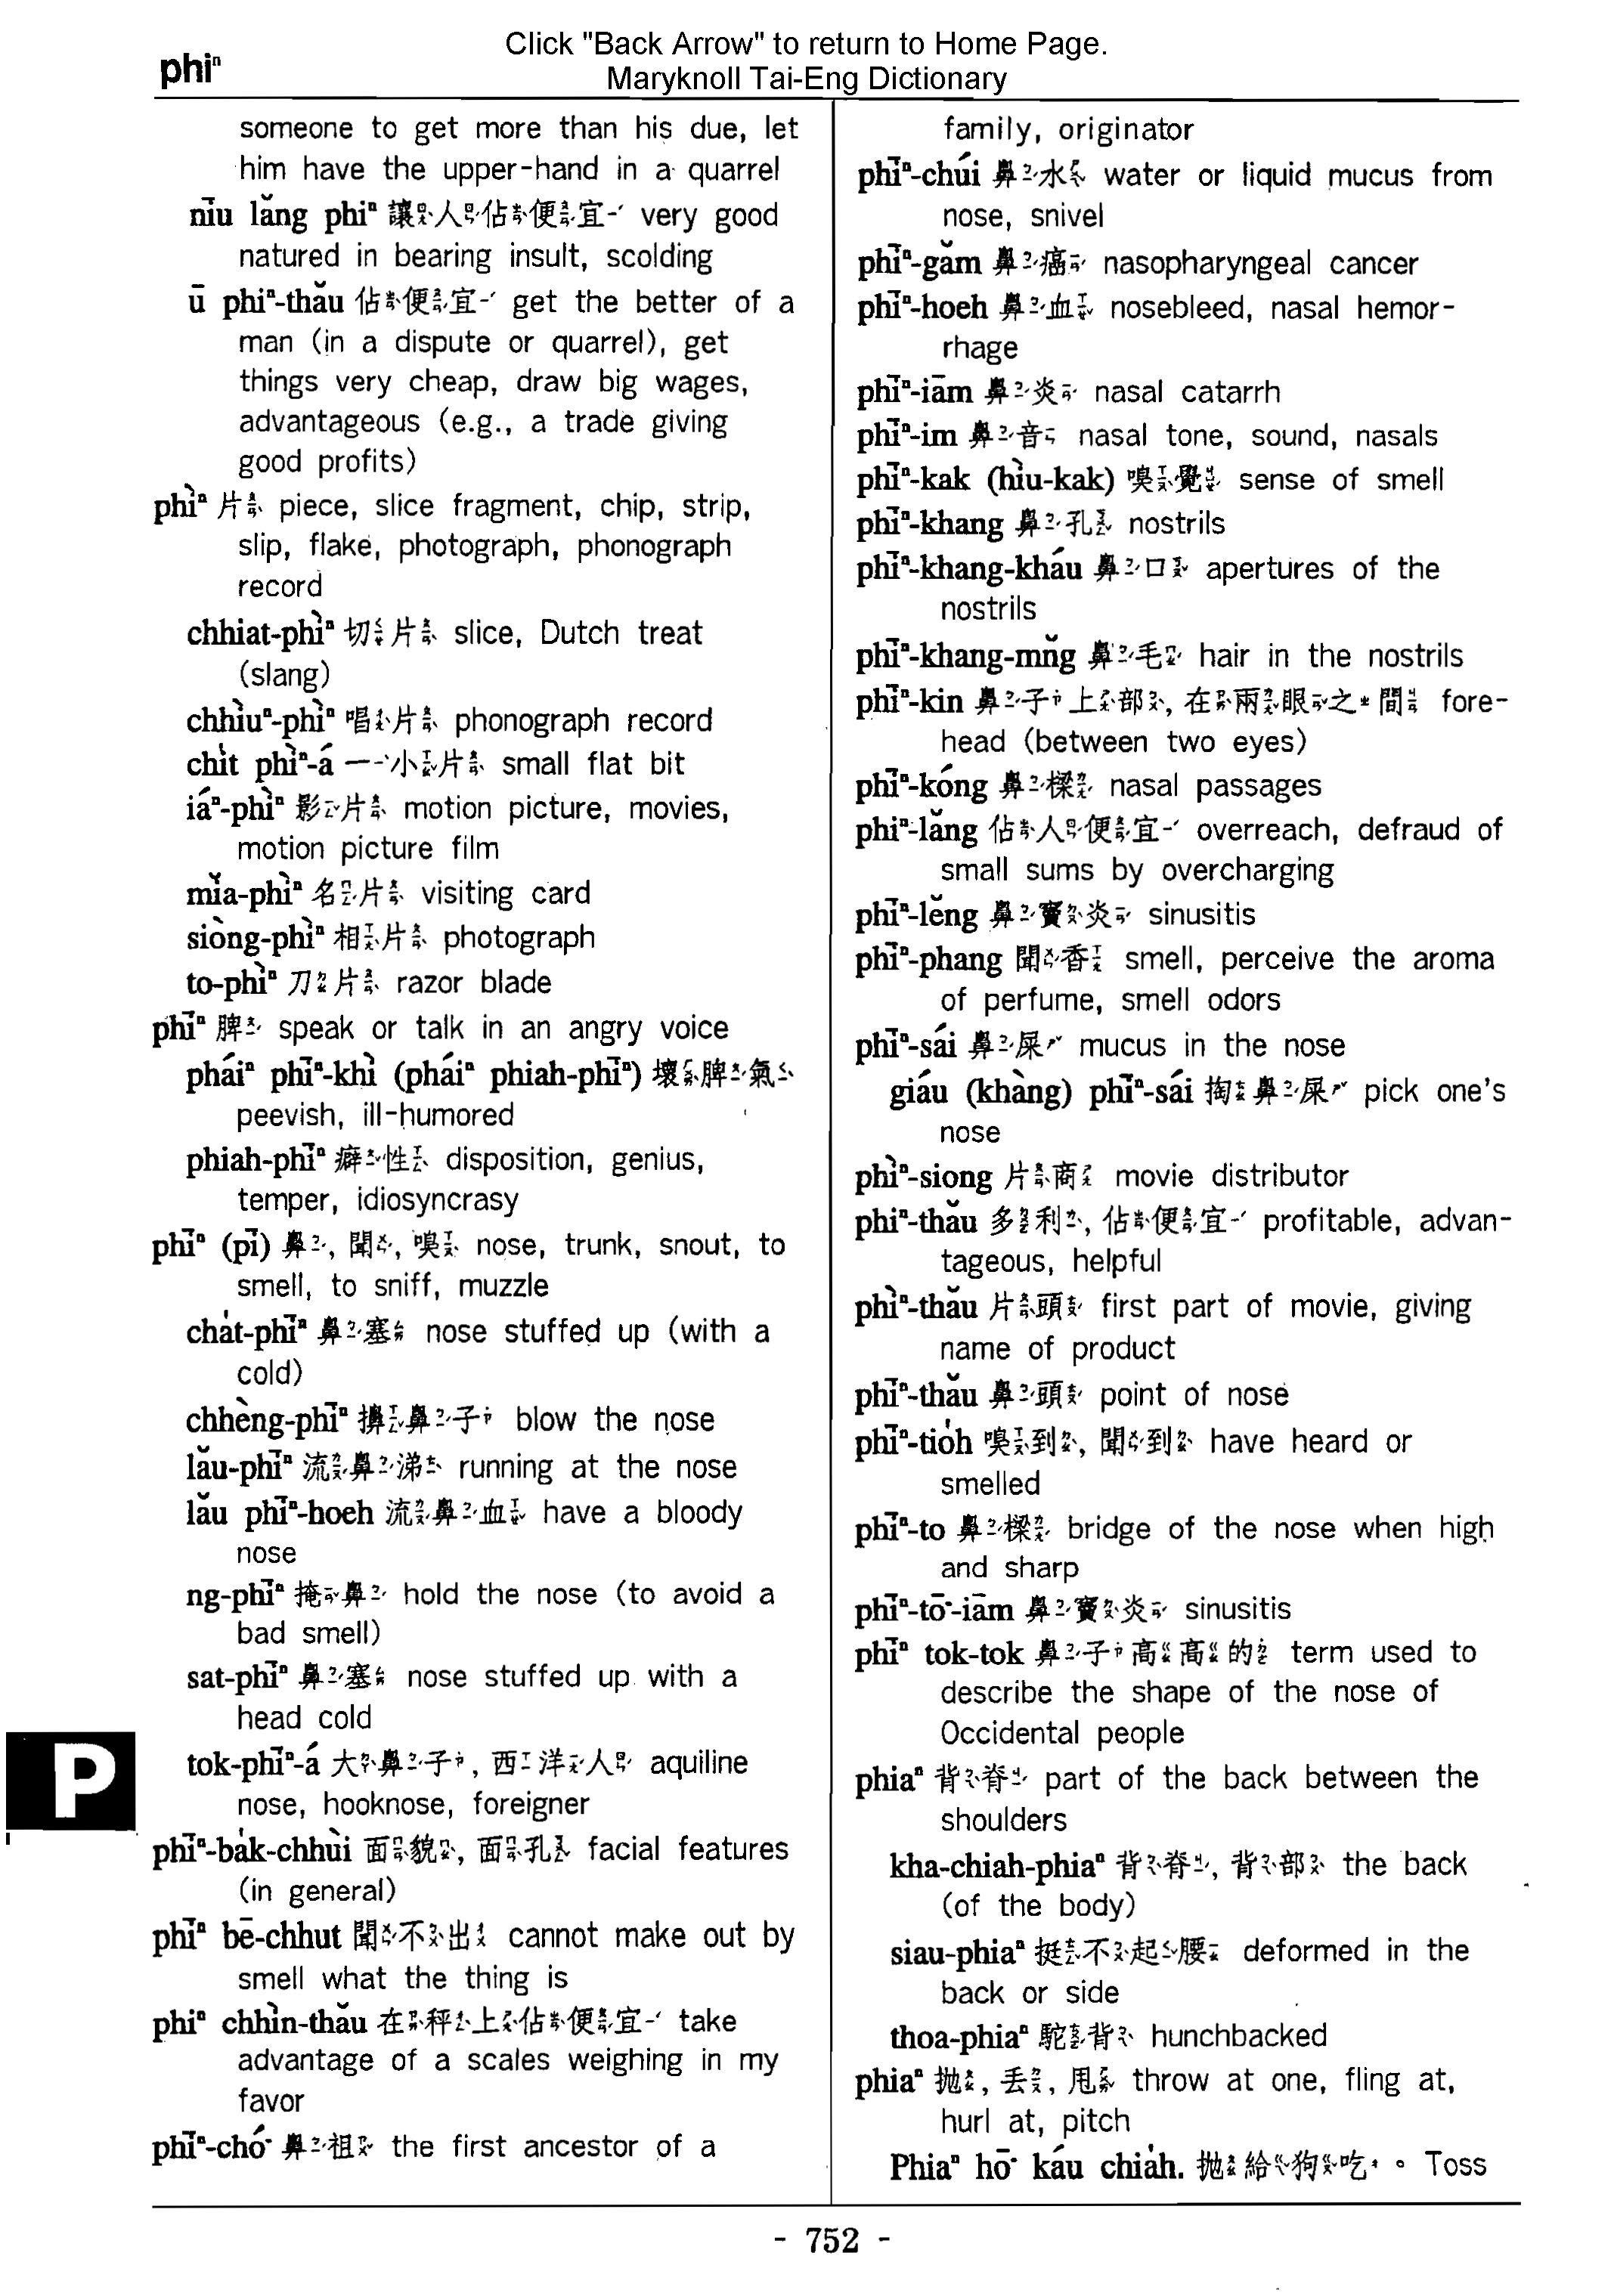 Click "Back Arrow" to return to Home Page.
Maryknoll Tai-Eng Dictionary
phiⁿ
someone to get more than his due, let
him have the upper-hand in a quarrel
nīu lăng phiⁿ 讓人佔便宜 very good
natured in bearing insult, scolding
ū phiⁿ-thău 佔便宜 get the better of a
man (in a dispute or quarrel), get
things very cheap, draw big wages,
advantageous (e.g., a trade giving
good profits)
phìⁿ 片 piece, slice fragment, chip, strip,
slip, flake, photograph, phonograph
record
chhiat-phìⁿ 切片 slice, Dutch treat
(slang)
chhìuⁿ-phìⁿ 唱片 phonograph record
chi̍t phìⁿ-á 一小片 small flat bit
iáⁿ-phìⁿ 影片 motion picture, movies,
motion picture film
mĭa-phìⁿ 名片 visiting card
siòng-phìⁿ 相片 photograph
to-phìⁿ 刀片 razor blade
phīⁿ 脾 speak or talk in an angry voice
pháiⁿ phīⁿ-khì (pháiⁿ phiah-phīⁿ) 壞脾氣
peevish, ill-humored
phiah-phīⁿ 癖性 disposition, genius,
temper, idiosyncrasy
phīⁿ (pī) 鼻, 聞, 嗅 nose, trunk, snout, to
smell, to sniff, muzzle
cha̍t-phīⁿ 鼻塞 nose stuffed up (with a
cold)
chhèng-phīⁿ 擤鼻子 blow the nose
lău-phīⁿ 流鼻涕 running at the nose
lău phīⁿ-hoeh 流鼻血 have a bloody
nose
ng-phīⁿ 掩鼻 hold the nose (to avoid a
bad smell)
sat-phīⁿ 鼻塞 nose stuffed up with a
head cold
tok-phīⁿ-á 大鼻子, 西洋人 aquiline
nose, hooknose, foreigner
P
phīⁿ-ba̍k-chhùi 面貌, 面孔 facial features
(in general)
phīⁿ bē-chhut 聞不出 cannot make out by
smell what the thing is
phiⁿ chhìn-thău 在秤上佔便宜 take
advantage of a scales weighing in my
favor
phīⁿ-chó͘ 鼻祖 the first ancestor of a
family, originator
phīⁿ-chúi 鼻水 water or liquid mucus from
nose, snivel
phīⁿ-găm 鼻癌 nasopharyngeal cancer
phīⁿ-hoeh 鼻血 nosebleed, nasal hemor-
rhage
phīⁿ-iām 鼻炎 nasal catarrh
phīⁿ-im 鼻音 nasal tone, sound, nasals
phīⁿ-kak (hìu-kak) 嗅覺 sense of smell
phīⁿ-khang 鼻孔 nostrils
phīⁿ-khang-kháu 鼻口 apertures of the
nostrils
phīⁿ-khang-mn̆g 鼻毛 hair in the nostrils
phīⁿ-kin 鼻子上部, 在兩眼之間 fore-
head (between two eyes)
phīⁿ-kóng 鼻樑 nasal passages
phiⁿ-lăng 佔人便宜 overreach, defraud of
small sums by overcharging
phīⁿ-lĕng 鼻竇炎 sinusitis
phīⁿ-phang 聞香 smell, perceive the aroma
of perfume, smell odors
phīⁿ-sái 鼻屎 mucus in the nose
giáu (khàng) phīⁿ-sái 掏鼻屎 pick one's
nose
phìⁿ-siong 片商 movie distributor
phiⁿ-thău 多利, 佔便宜 profitable, advan-
tageous, helpful
phìⁿ-thău 片頭 first part of movie, giving
name of product
phīⁿ-thău 鼻頭 point of nose
phīⁿ-tio̍h 嗅到, 聞到 have heard or
smelled
phīⁿ-to 鼻樑 bridge of the nose when high
and sharp
phīⁿ-tō͘-iām 鼻竇炎 sinusitis
phīⁿ tok-tok 鼻子高高的 term used to
describe the shape of the nose of
Occidental people
phiaⁿ 背脊 part of the back between the
shoulders
kha-chiah-phiaⁿ 背脊, 背部 the back
(of the body)
siau-phiaⁿ 挺不起腰 deformed in the
back or side
thoa-phiaⁿ 駝背 hunchbacked
phiaⁿ 拋, 丟, 甩 throw at one, fling at,
hurl at, pitch
Phiaⁿ hō͘ káu chia̍h. 拋給狗吃。 Toss
- 752 -